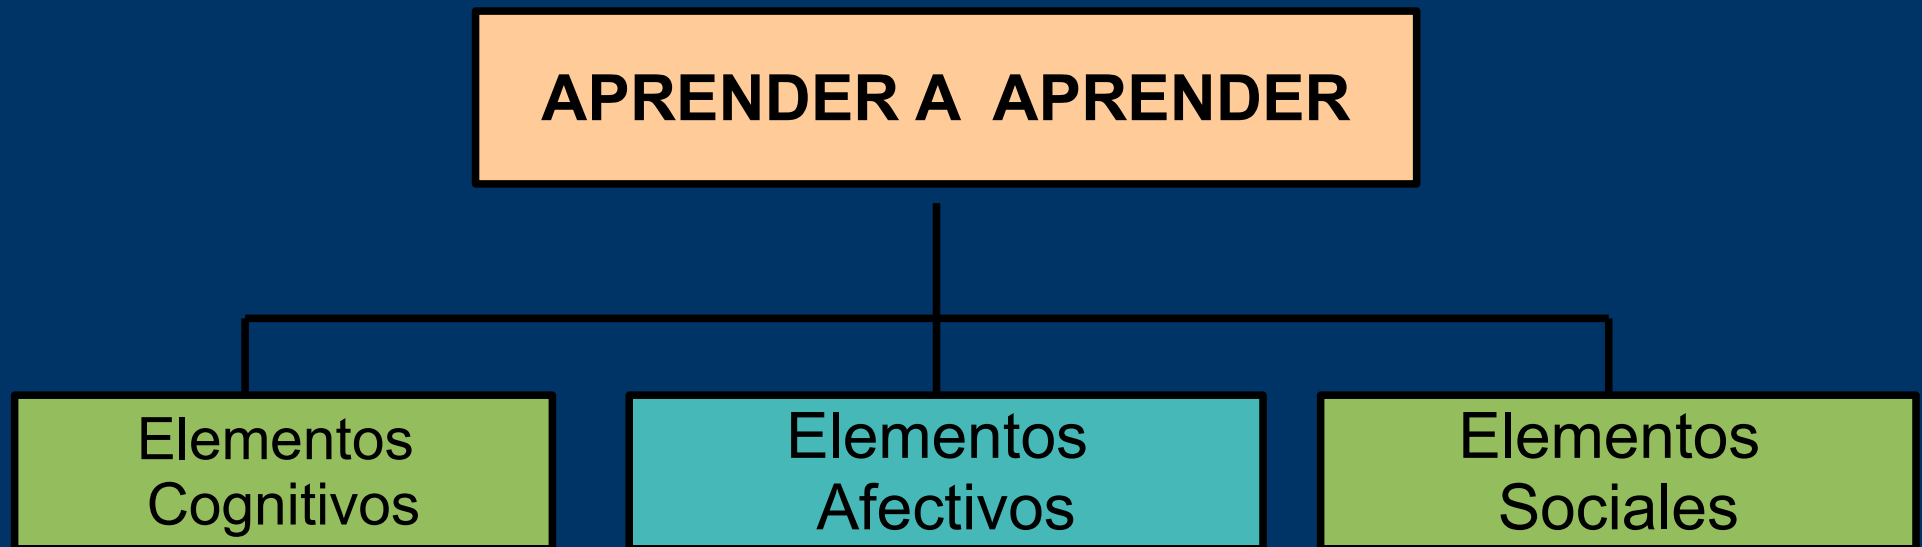 APRENDER A  APRENDER
Elementos
Cognitivos
Elementos
Afectivos
Elementos
Sociales